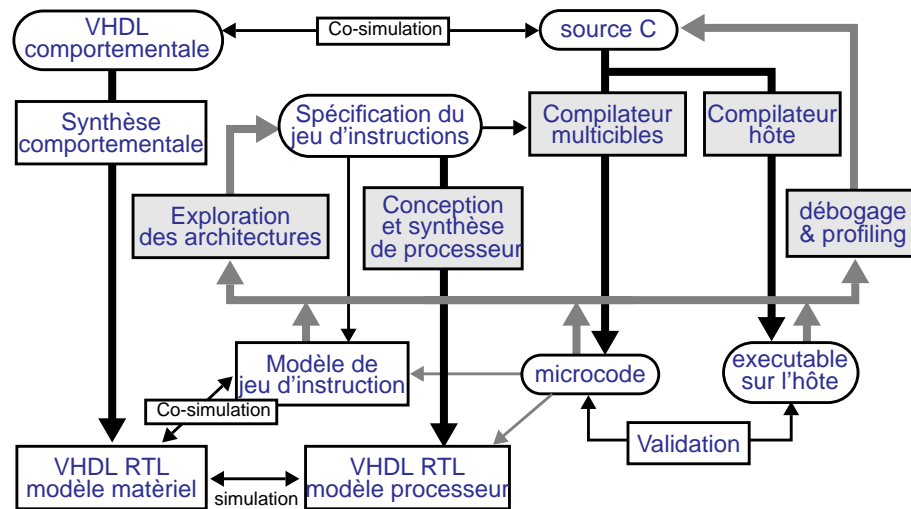 VHDL
comportementale
Co-simulation
source C
Synthèse
comportementale
Spécification du
jeu d'instructions
Compilateur
multicibles
Compilateur
hôte
Exploration
des architectures
Conception
et synthèse
de processeur
débogage
& profiling
Modèle de
jeu d'instruction
microcode
executable
sur l'hôte
Co-simulation
Validation
VHDL RTL
modèle matèriel
simulation
VHDL RTL
modèle processeur